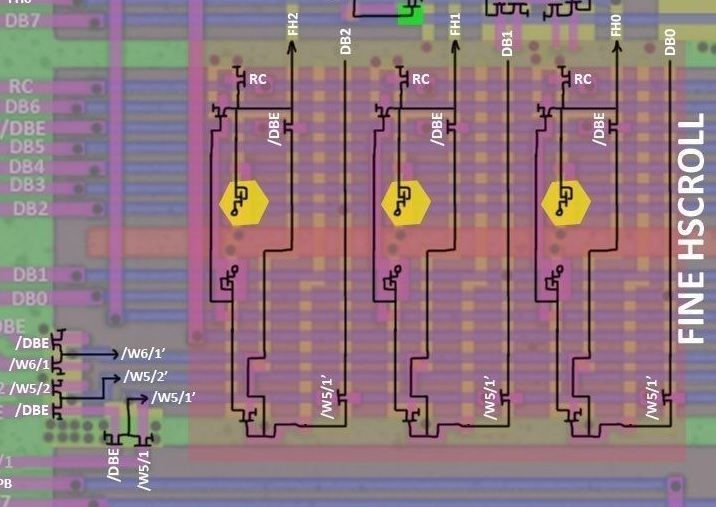 DB7
FH2
DB2
FH1
DB1
FH0
DB0
RC
RC
RC
RC
DB6
/DBE
DB5
DB4
DB3
DB2
/DBE
/DBE
/DBE
FINE HSCROLL
DB1
DB0
DBE
/DBE
/W6/1
/W5/2
/DBE
/W6/1'
/W5/2'
/W5/1'
/DBE
/W5/1
/W5/1'
/W5/1'
/W5/1'
/1
PB
7